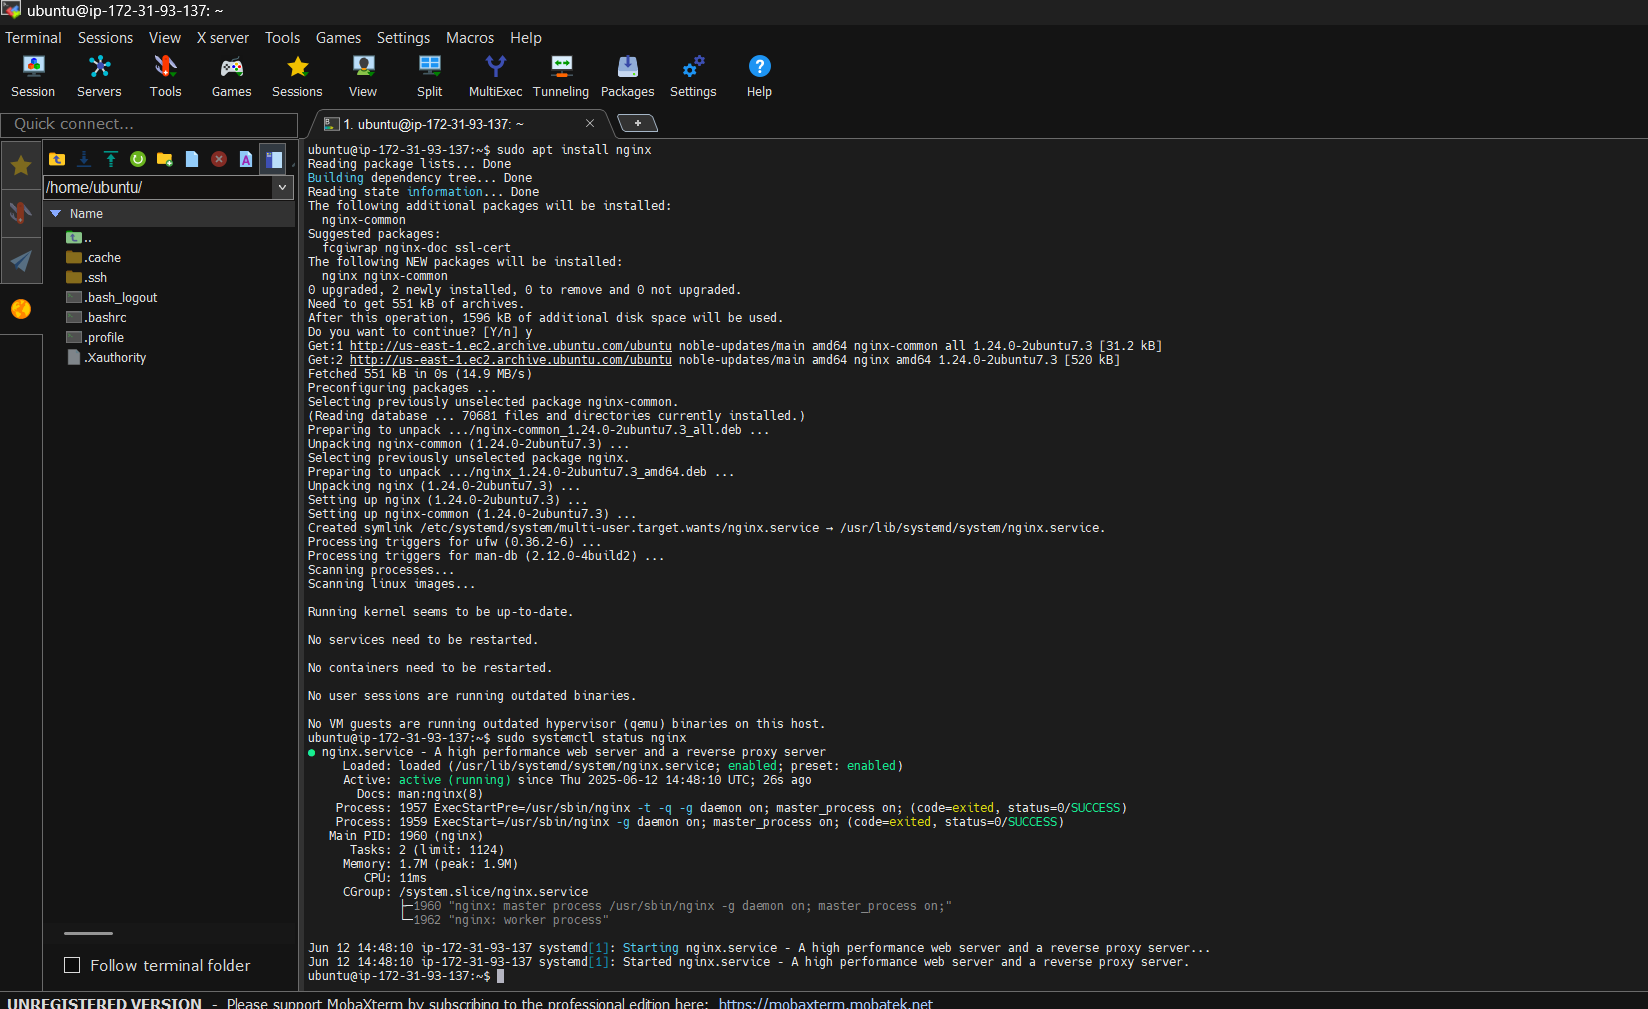 ubuntu@ip-172-31-93-137: ~
Terminal Sessions View X server Tools Games Settings Macros Help
Session Servers Tools Games Sessions View Split MultiExec Tunneling Packages Settings Help
Quick connect...
1. ubuntu@ip-172-31-93-137: ~
/home/ubuntu/
Name
..
.cache
.ssh
.bash_logout
.bashrc
.profile
.Xauthority
Follow terminal folder
ubuntu@ip-172-31-93-137:~$ sudo apt install nginx
Reading package lists... Done
Building dependency tree... Done
Reading state information... Done
The following additional packages will be installed:
  nginx-common
Suggested packages:
  fcgiwrap nginx-doc ssl-cert
The following NEW packages will be installed:
  nginx nginx-common
0 upgraded, 2 newly installed, 0 to remove and 0 not upgraded.
Need to get 551 kB of archives.
After this operation, 1596 kB of additional disk space will be used.
Do you want to continue? [Y/n] y
Get:1 http://us-east-1.ec2.archive.ubuntu.com/ubuntu noble-updates/main amd64 nginx-common all 1.24.0-2ubuntu7.3 [31.2 kB]
Get:2 http://us-east-1.ec2.archive.ubuntu.com/ubuntu noble-updates/main amd64 nginx amd64 1.24.0-2ubuntu7.3 [520 kB]
Fetched 551 kB in 0s (14.9 MB/s)
Preconfiguring packages ...
Selecting previously unselected package nginx-common.
(Reading database ... 70681 files and directories currently installed.)
Preparing to unpack .../nginx-common_1.24.0-2ubuntu7.3_all.deb ...
Unpacking nginx-common (1.24.0-2ubuntu7.3) ...
Selecting previously unselected package nginx.
Preparing to unpack .../nginx_1.24.0-2ubuntu7.3_amd64.deb ...
Unpacking nginx (1.24.0-2ubuntu7.3) ...
Setting up nginx (1.24.0-2ubuntu7.3) ...
Setting up nginx-common (1.24.0-2ubuntu7.3) ...
Created symlink /etc/systemd/system/multi-user.target.wants/nginx.service → /usr/lib/systemd/system/nginx.service.
Processing triggers for ufw (0.36.2-6) ...
Processing triggers for man-db (2.12.0-4build2) ...
Scanning processes...
Scanning linux images...
Running kernel seems to be up-to-date.
No services need to be restarted.
No containers need to be restarted.
No user sessions are running outdated binaries.
No VM guests are running outdated hypervisor (qemu) binaries on this host.
ubuntu@ip-172-31-93-137:~$ sudo systemctl status nginx
● nginx.service - A high performance web server and a reverse proxy server
     Loaded: loaded (/usr/lib/systemd/system/nginx.service; enabled; preset: enabled)
     Active: active (running) since Thu 2025-06-12 14:48:10 UTC; 26s ago
       Docs: man:nginx(8)
    Process: 1957 ExecStartPre=/usr/sbin/nginx -t -q -g daemon on; master_process on; (code=exited, status=0/SUCCESS)
    Process: 1959 ExecStart=/usr/sbin/nginx -g daemon on; master_process on; (code=exited, status=0/SUCCESS)
   Main PID: 1960 (nginx)
      Tasks: 2 (limit: 1124)
     Memory: 1.7M (peak: 1.9M)
        CPU: 11ms
     CGroup: /system.slice/nginx.service
             ├─1960 "nginx: master process /usr/sbin/nginx -g daemon on; master_process on;"
             └─1962 "nginx: worker process"
Jun 12 14:48:10 ip-172-31-93-137 systemd[1]: Starting nginx.service - A high performance web server and a reverse proxy server...
Jun 12 14:48:10 ip-172-31-93-137 systemd[1]: Started nginx.service - A high performance web server and a reverse proxy server.
ubuntu@ip-172-31-93-137:~$
UNREGISTERED VERSION - Please support MobaXterm by subscribing to the professional edition here: https://mobaxterm.mobatek.net